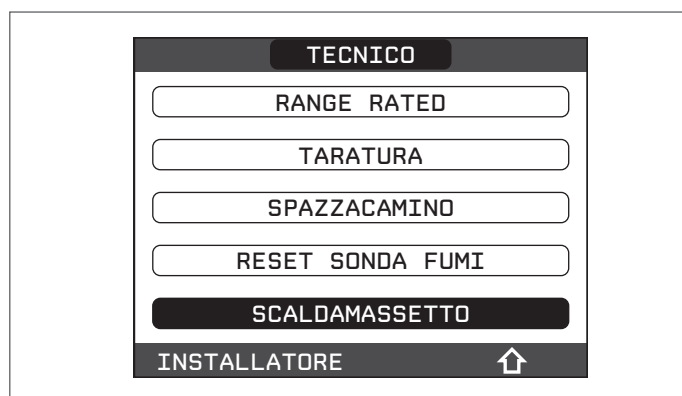 TECNICO
RANGE RATED
TARATURA
SPAZZACAMINO
RESET SONDA FUMI
SCALDAMASSETTO
INSTALLATORE